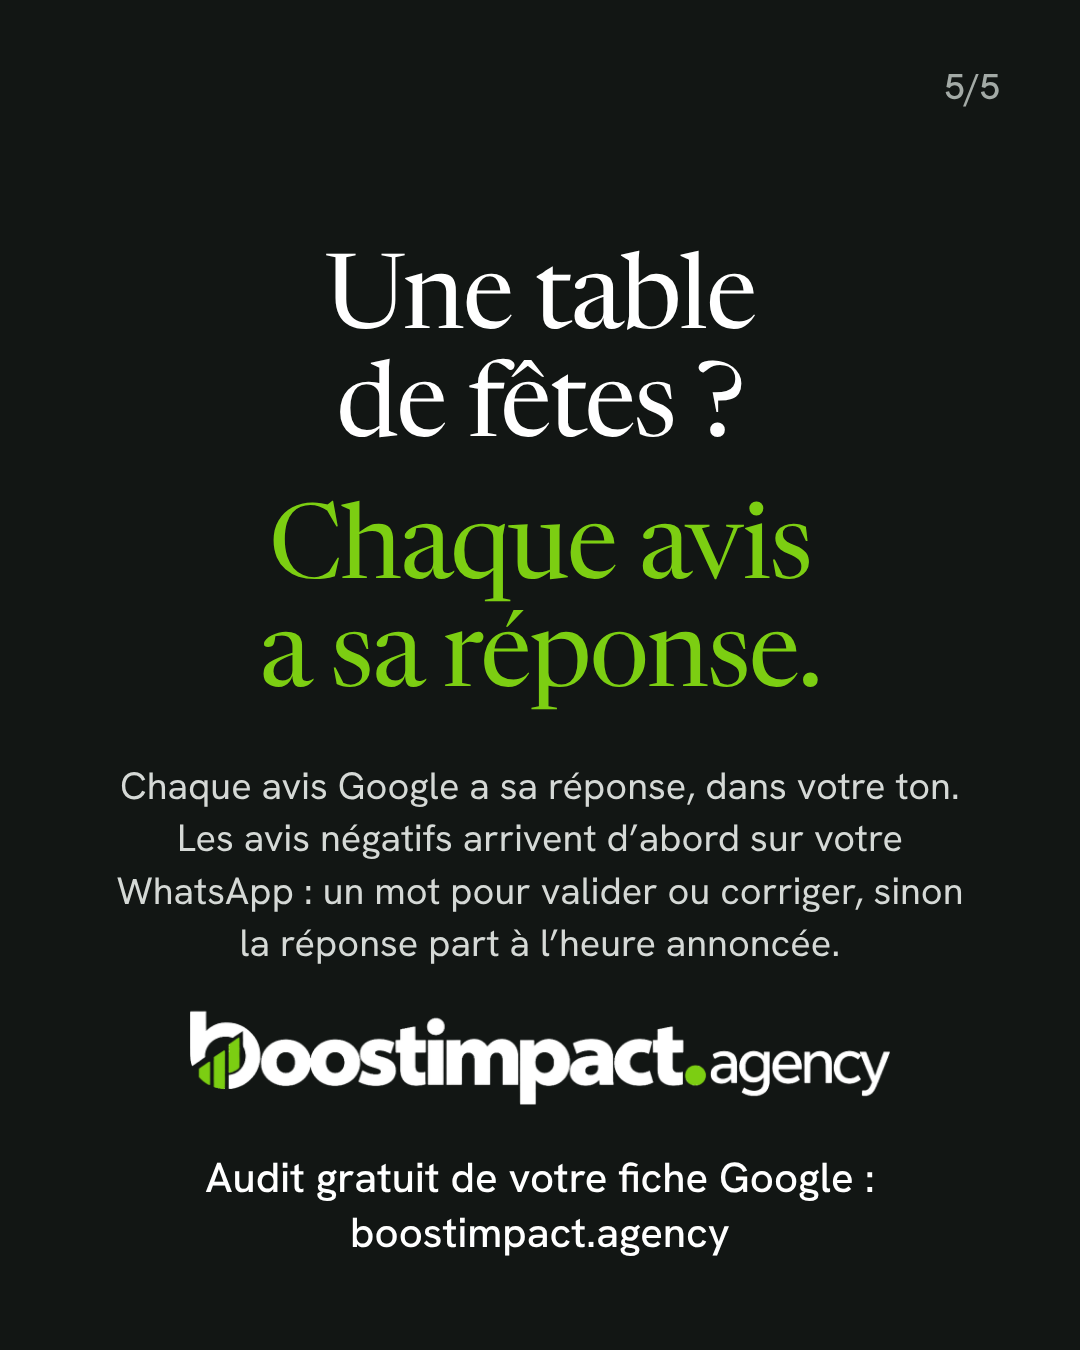 5/5
Une table
de fêtes ?
Chaque avis
a sa réponse.
Chaque avis Google a sa réponse, dans votre ton.
Les avis négatifs arrivent d’abord sur votre
WhatsApp : un mot pour valider ou corriger, sinon
la réponse part à l’heure annoncée.
boostimpact.agency
Audit gratuit de votre fiche Google :
boostimpact.agency